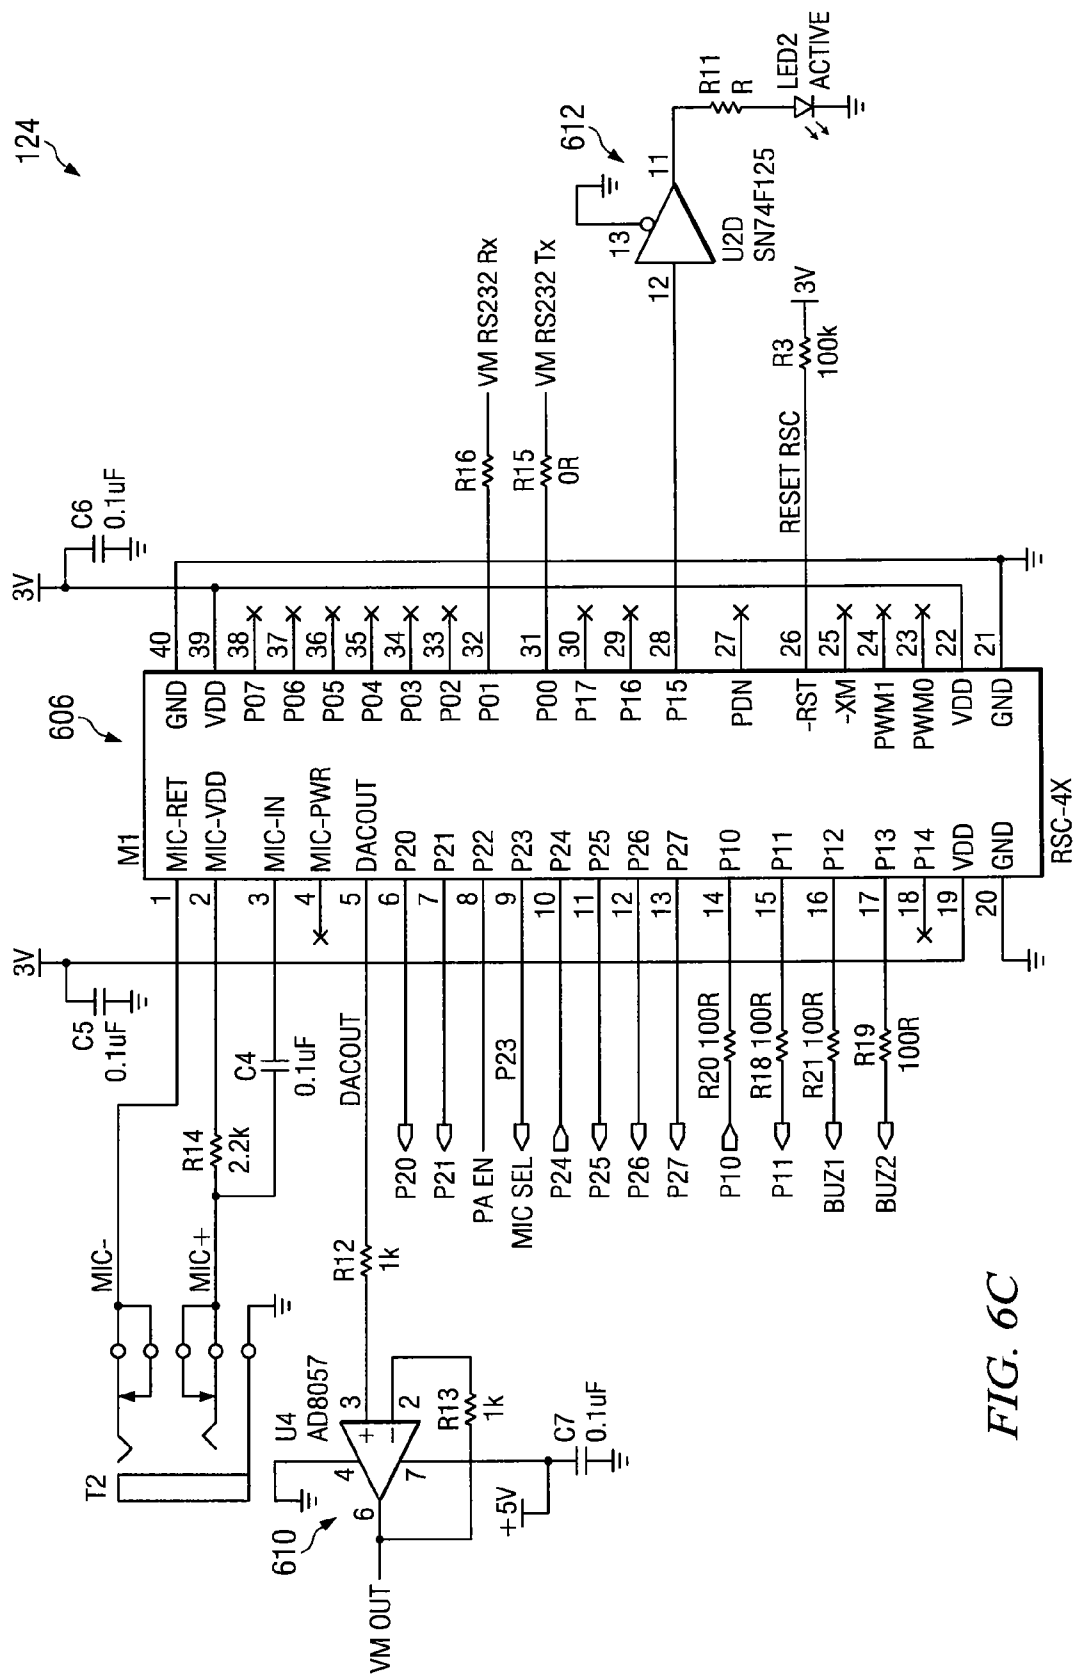 124
3V
C6
0.1uF
3V
C5
0.1uF
606
M1
RSC-4X
MIC-RET
MIC-VDD
MIC-IN
MIC-PWR
DACOUT
P20
P21
P22
P23
P24
P25
P26
P27
P10
P11
P12
P13
P14
VDD
GND
1
2
3
4
5
6
7
8
9
10
11
12
13
14
15
16
17
18
19
20
GND
VDD
P07
P06
P05
P04
P03
P02
P01
P00
P17
P16
P15
PDN
-RST
-XM
PWM1
PWM0
VDD
GND
40
39
38
37
36
35
34
33
32
31
30
29
28
27
26
25
24
23
22
21
R16
VM RS232 Rx
R15
0R
VM RS232 Tx
612
13
12
11
U2D
SN74F125
R11
R
LED2
ACTIVE
RESET RSC
R3
100k
3V
T2
MIC-
MIC+
R14
2.2k
C4
0.1uF
DACOUT
R12
1k
U4
AD8057
3
2
4
7
6
+
–
610
VM OUT
R13
1k
+5V
C7
0.1uF
P20
P21
PA EN
MIC SEL
P23
P24
P25
P26
P27
P10
R20 100R
P11
R18 100R
BUZ1
R21 100R
BUZ2
R19
100R
FIG. 6C